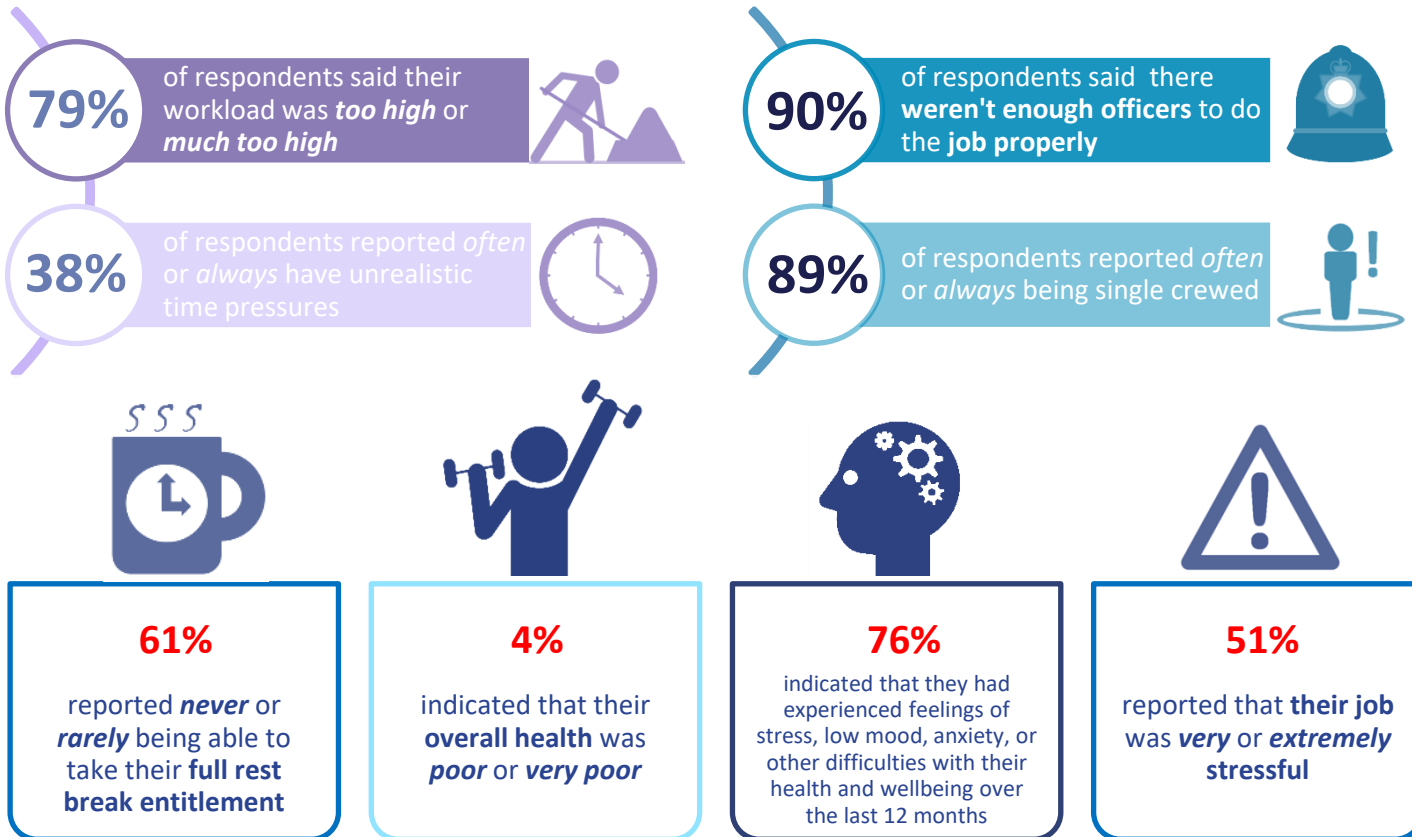 79%
of respondents said their
workload was too high or
much too high
90%
of respondents said there
weren't enough officers to do
the job properly
38%
of respondents reported often
or always have unrealistic
time pressures
89%
of respondents reported often
or always being single crewed
61%
reported never or
rarely being able to
take their full rest
break entitlement
4%
indicated that their
overall health was
poor or very poor
76%
indicated that they had
experienced feelings of
stress, low mood, anxiety, or
other difficulties with their
health and wellbeing over
the last 12 months
51%
reported that their job
was very or extremely
stressful